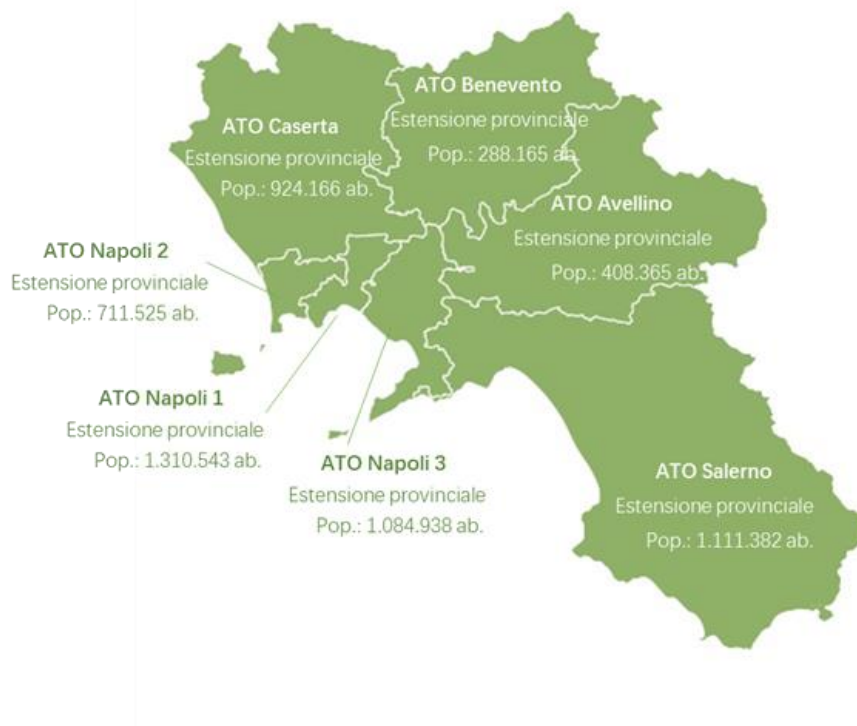 ATO Benevento
Estensione provinciale
Pop.: 288.165 ab.
ATO Caserta
Estensione provinciale
Pop.: 924.166 ab.
ATO Avellino
Estensione provinciale
Pop.: 408.365 ab.
ATO Napoli 2
Estensione provinciale
Pop.: 711.525 ab.
ATO Napoli 1
Estensione provinciale
Pop.: 1.310.543 ab.
ATO Napoli 3
Estensione provinciale
Pop.: 1.084.938 ab.
ATO Salerno
Estensione provinciale
Pop.: 1.111.382 ab.